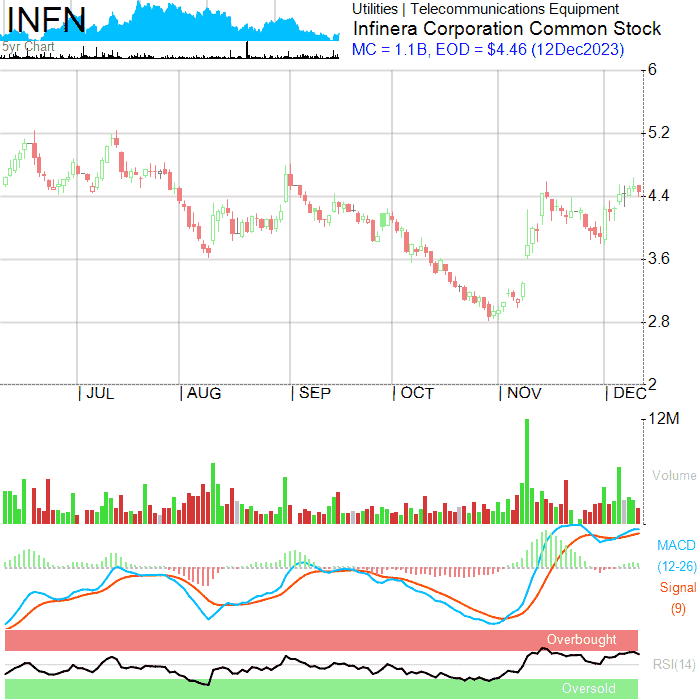 INFN
5yr Chart
Utilities | Telecommunications Equipment
Infinera Corporation Common Stock
MC = 1.1B, EOD = $4.46 (12Dec2023)
6
5.2
4.4
3.6
2.8
2
JUL
AUG
SEP
OCT
NOV
DEC
12M
Volume
MACD
(12-26)
Signal
(9)
Overbought
RSI(14)
Oversold